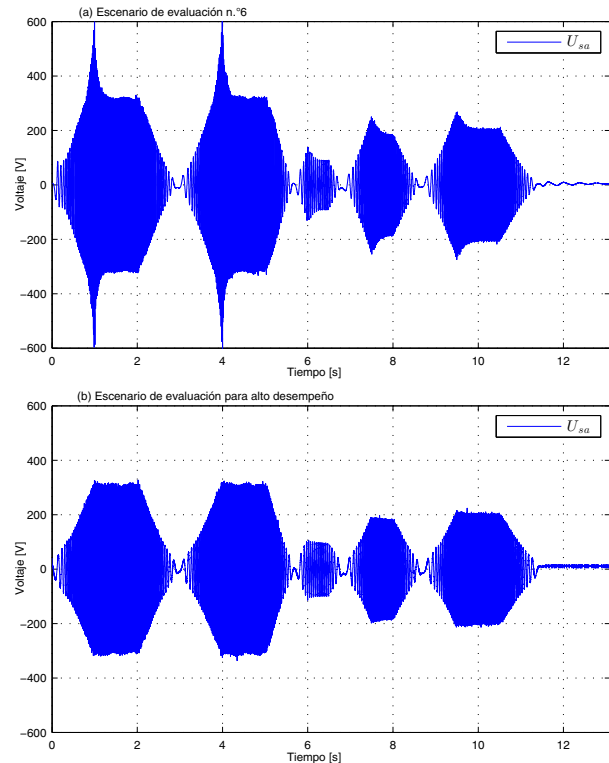 (a) Escenario de evaluación n.°6
600
400
200
0
−200
−400
−600
Voltaje [V]
U_sa
0 2 4 6 8 10 12
Tiempo [s]
(b) Escenario de evaluación para alto desempeño
600
400
200
0
−200
−400
−600
Voltaje [V]
U_sa
0 2 4 6 8 10 12
Tiempo [s]